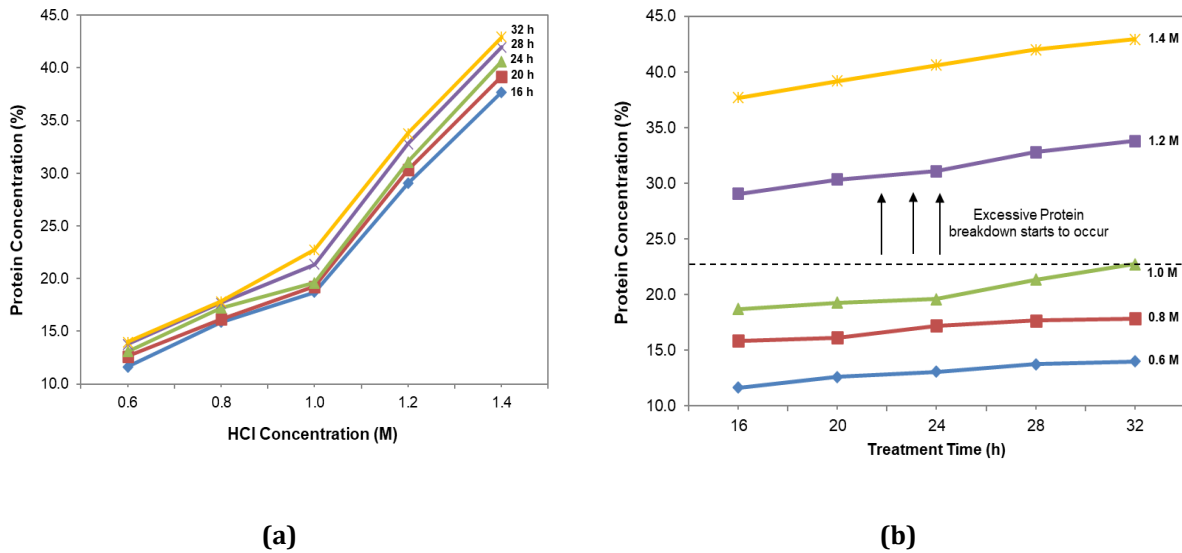 45.0
40.0
35.0
30.0
25.0
20.0
15.0
10.0
Protein Concentration (%)
32 h
28 h
24 h
20 h
16 h
0.6 0.8 1.0 1.2 1.4
HCl Concentration (M)
(a)
45.0
40.0
35.0
30.0
25.0
20.0
15.0
10.0
Protein Concentration (%)
1.4 M
1.2 M
Excessive Protein
breakdown starts to occur
1.0 M
0.8 M
0.6 M
16 20 24 28 32
Treatment Time (h)
(b)